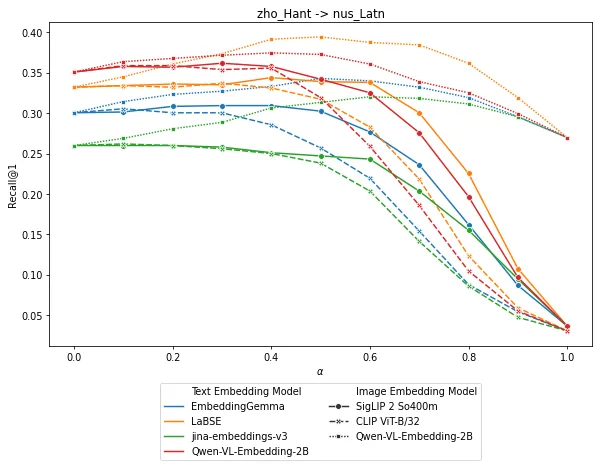 zho_Hant -> nus_Latn
0.40
0.35
0.30
0.25
0.20
0.15
0.10
0.05
Recall@1
0.0 0.2 0.4 0.6 0.8 1.0
α
Text Embedding Model Image Embedding Model
EmbeddingGemma SigLIP 2 So400m
LaBSE CLIP ViT-B/32
jina-embeddings-v3 Qwen-VL-Embedding-2B
Qwen-VL-Embedding-2B